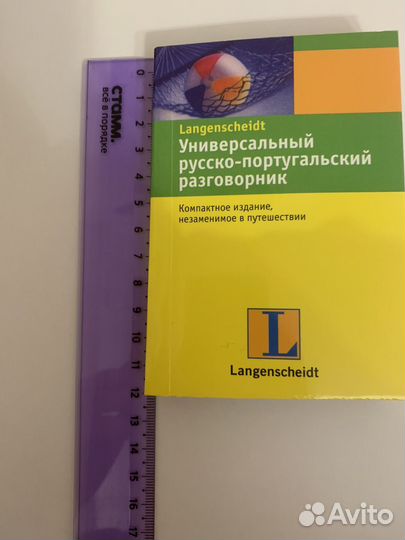 стамм.
всё в порядке
0
1
2
3
4
5
6
7
8
9
10
11
12
13
14
15
16
17
Langenscheidt
Универсальный
русско-португальский
разговорник
Компактное издание,
незаменимое в путешествии
L
Langenscheidt
Avito